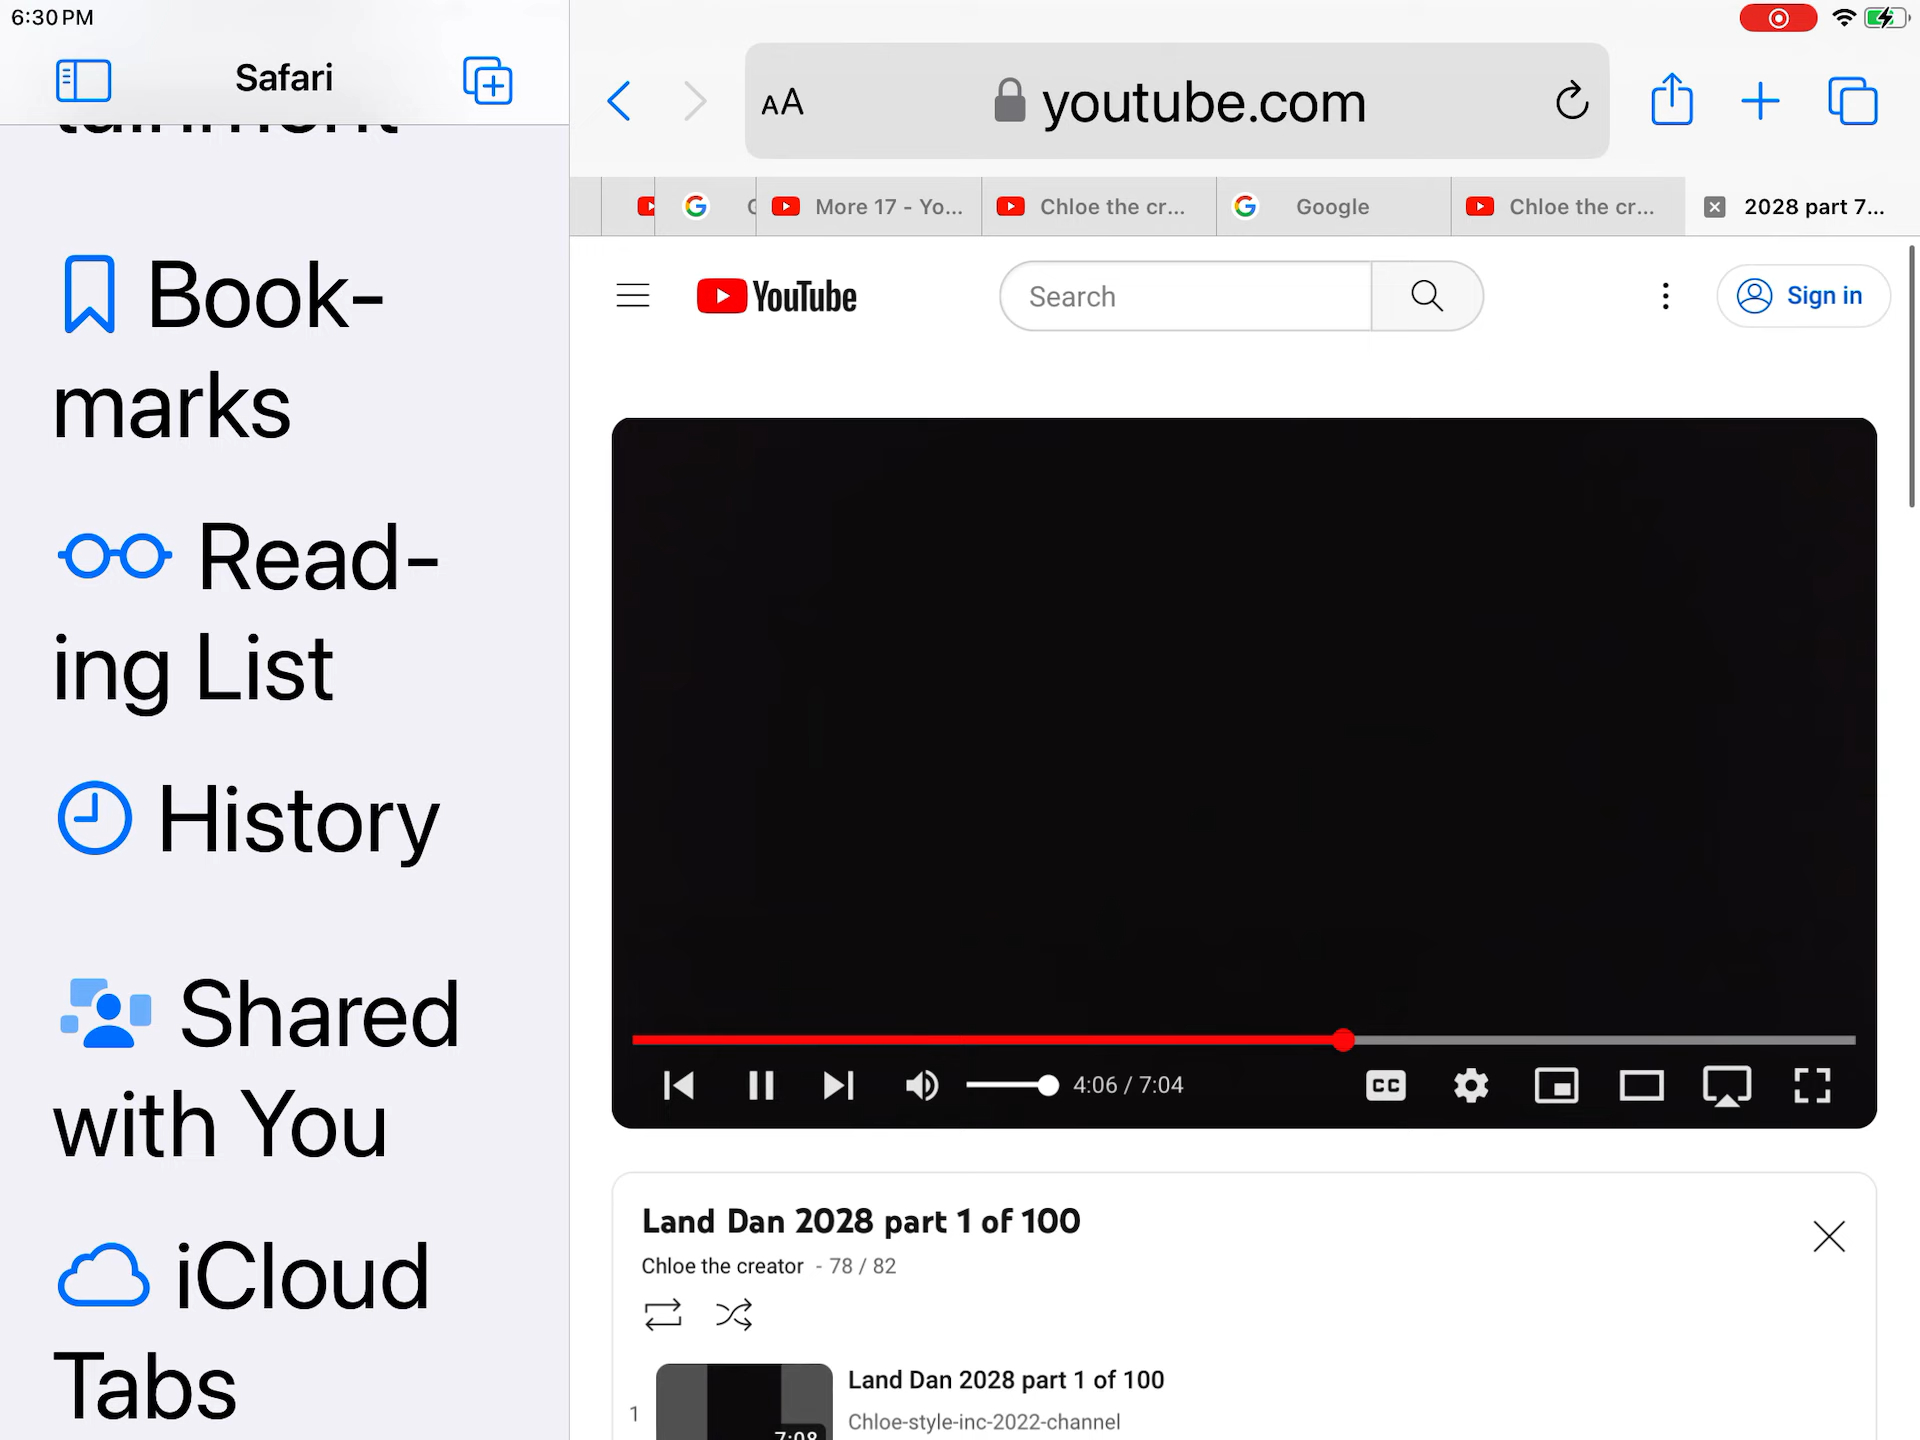 6:30 PM
Safari
tainment
Book-
marks
Read-
ing List
History
Shared
with You
iCloud
Tabs
AA
youtube.com
More 17 - Yo...
Chloe the cr...
Google
Chloe the cr...
2028 part 7...
YouTube
Search
Sign in
4:06 / 7:04
CC
Land Dan 2028 part 1 of 100
Chloe the creator - 78 / 82
1
7:08
Land Dan 2028 part 1 of 100
Chloe-style-inc-2022-channel